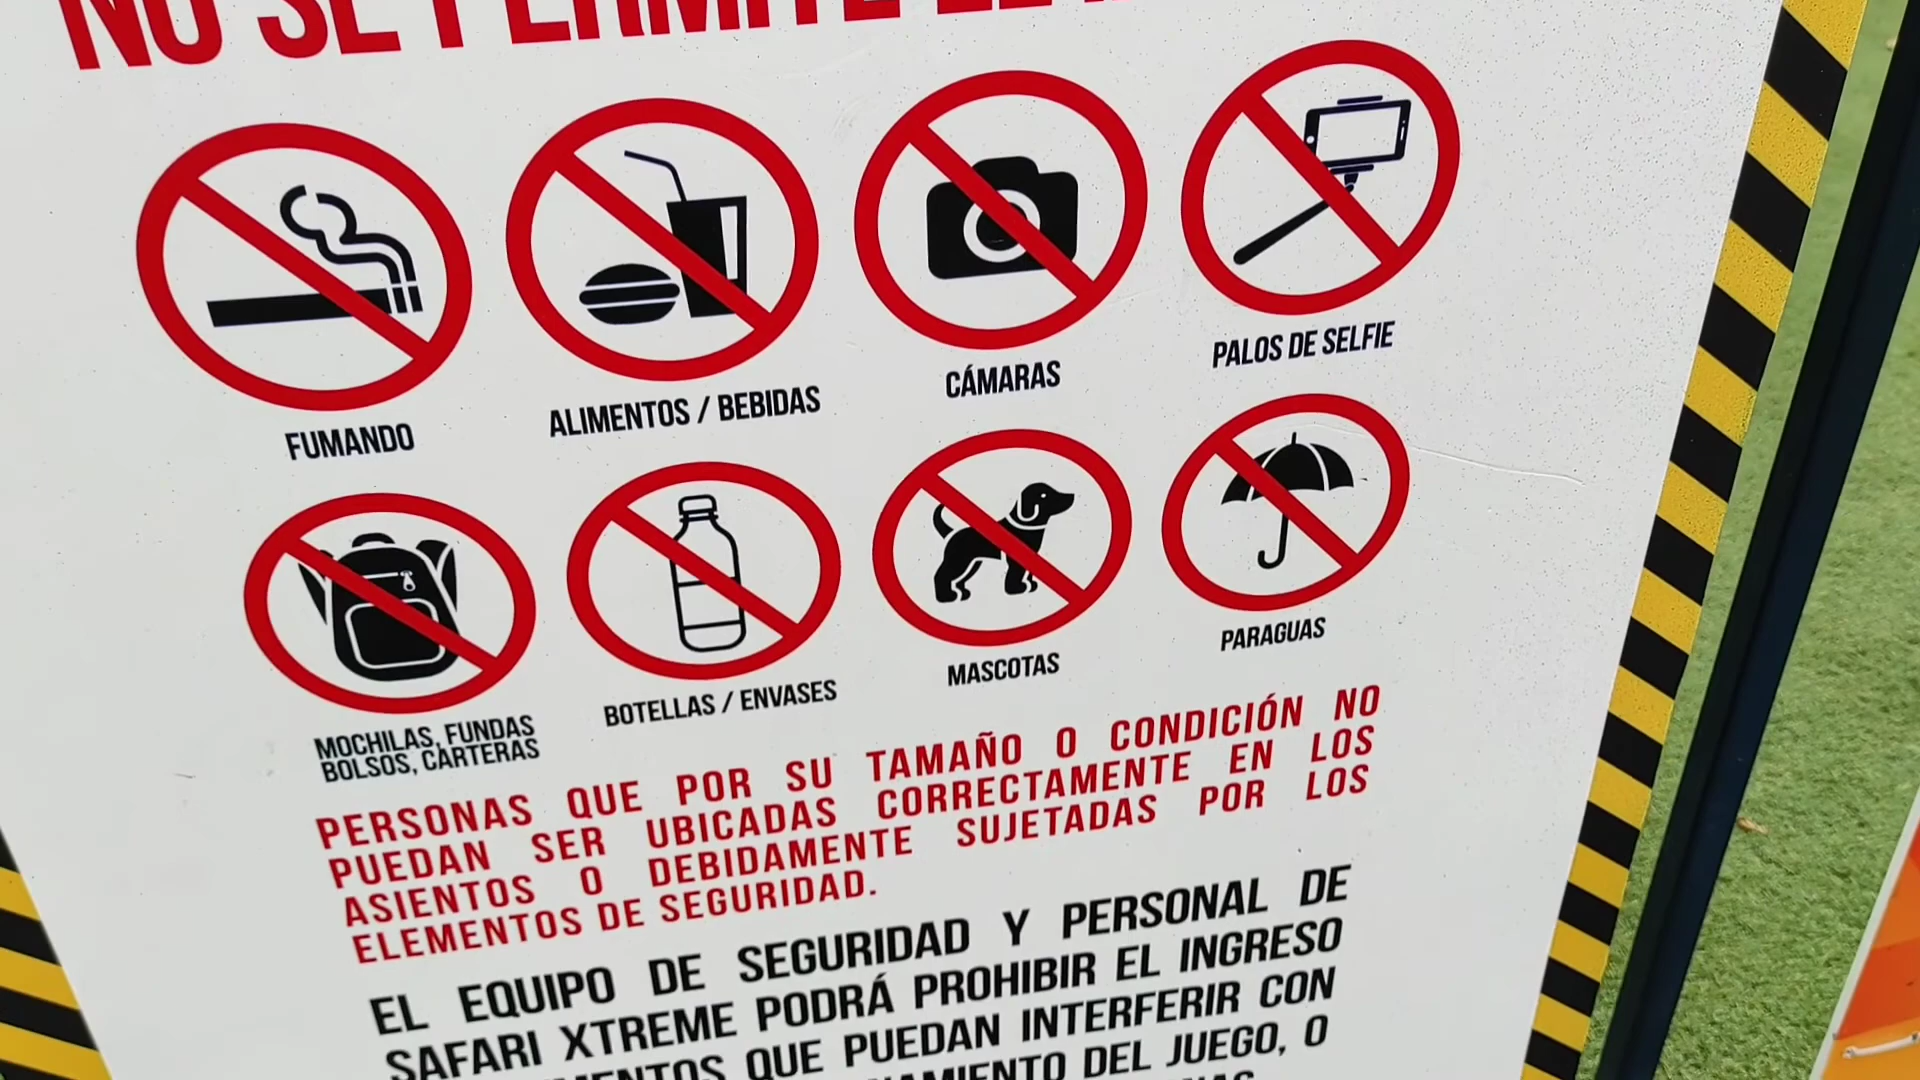 NO SE PERMITE
FUMANDO
ALIMENTOS / BEBIDAS
CÁMARAS
PALOS DE SELFIE
MOCHILAS, FUNDAS
BOLSOS, CARTERAS
BOTELLAS / ENVASES
MASCOTAS
PARAGUAS
PERSONAS QUE POR SU TAMAÑO O CONDICIÓN NO
PUEDAN SER UBICADAS CORRECTAMENTE EN LOS
ASIENTOS O DEBIDAMENTE SUJETADAS POR LOS
ELEMENTOS DE SEGURIDAD.
EL EQUIPO DE SEGURIDAD Y PERSONAL DE
SAFARI XTREME PODRÁ PROHIBIR EL INGRESO
QUE PUEDAN INTERFERIR CON
DEL JUEGO, O